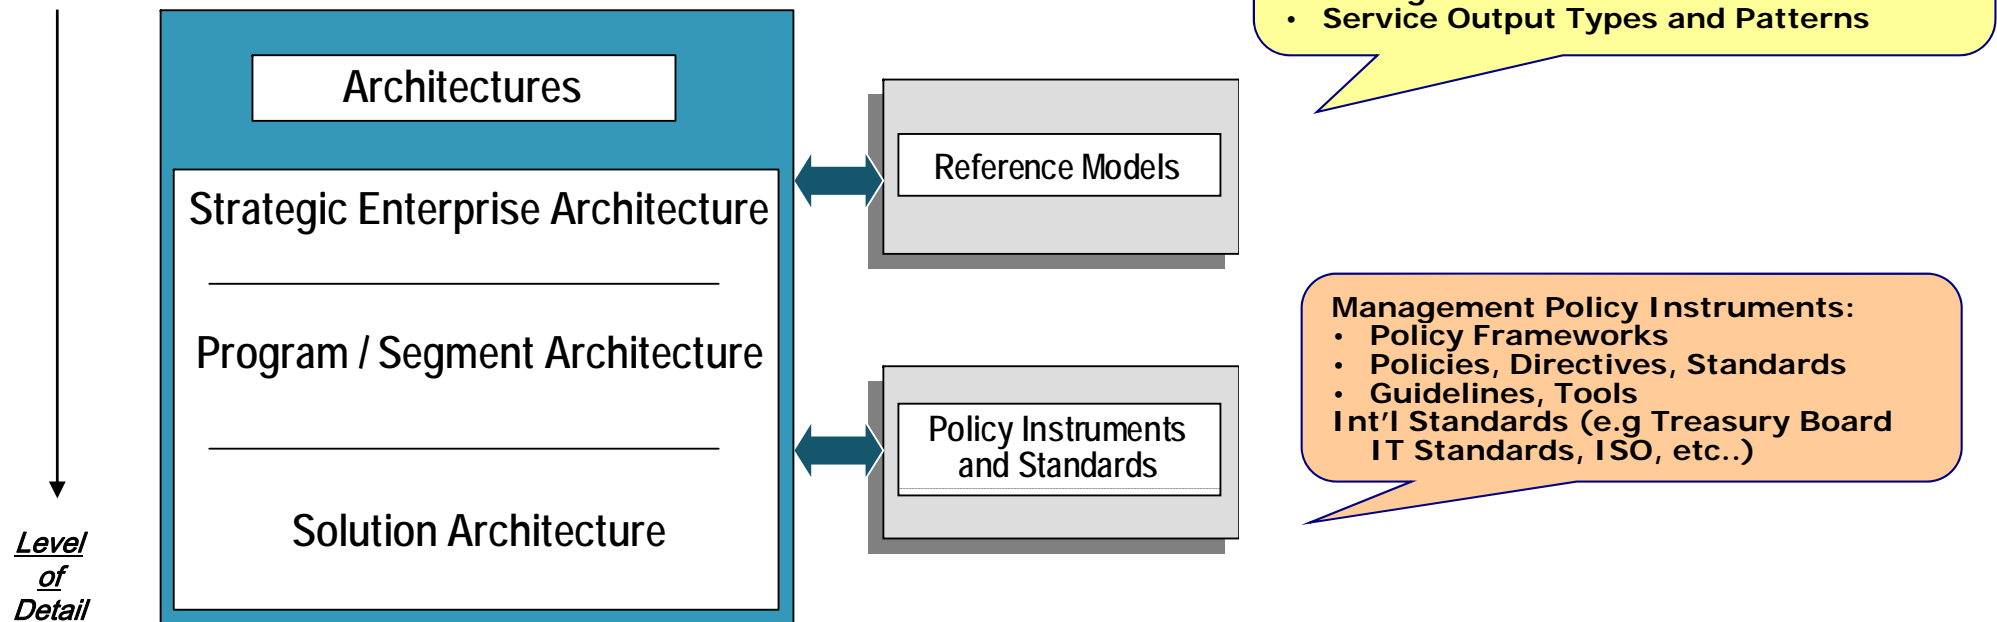 • Service Output Types and Patterns
Architectures
Reference Models
Strategic Enterprise Architecture
Program / Segment Architecture
Solution Architecture
Policy Instruments
and Standards
Management Policy Instruments:
• Policy Frameworks
• Policies, Directives, Standards
• Guidelines, Tools
Int'l Standards (e.g Treasury Board
IT Standards, ISO, etc..)
Level
of
Detail